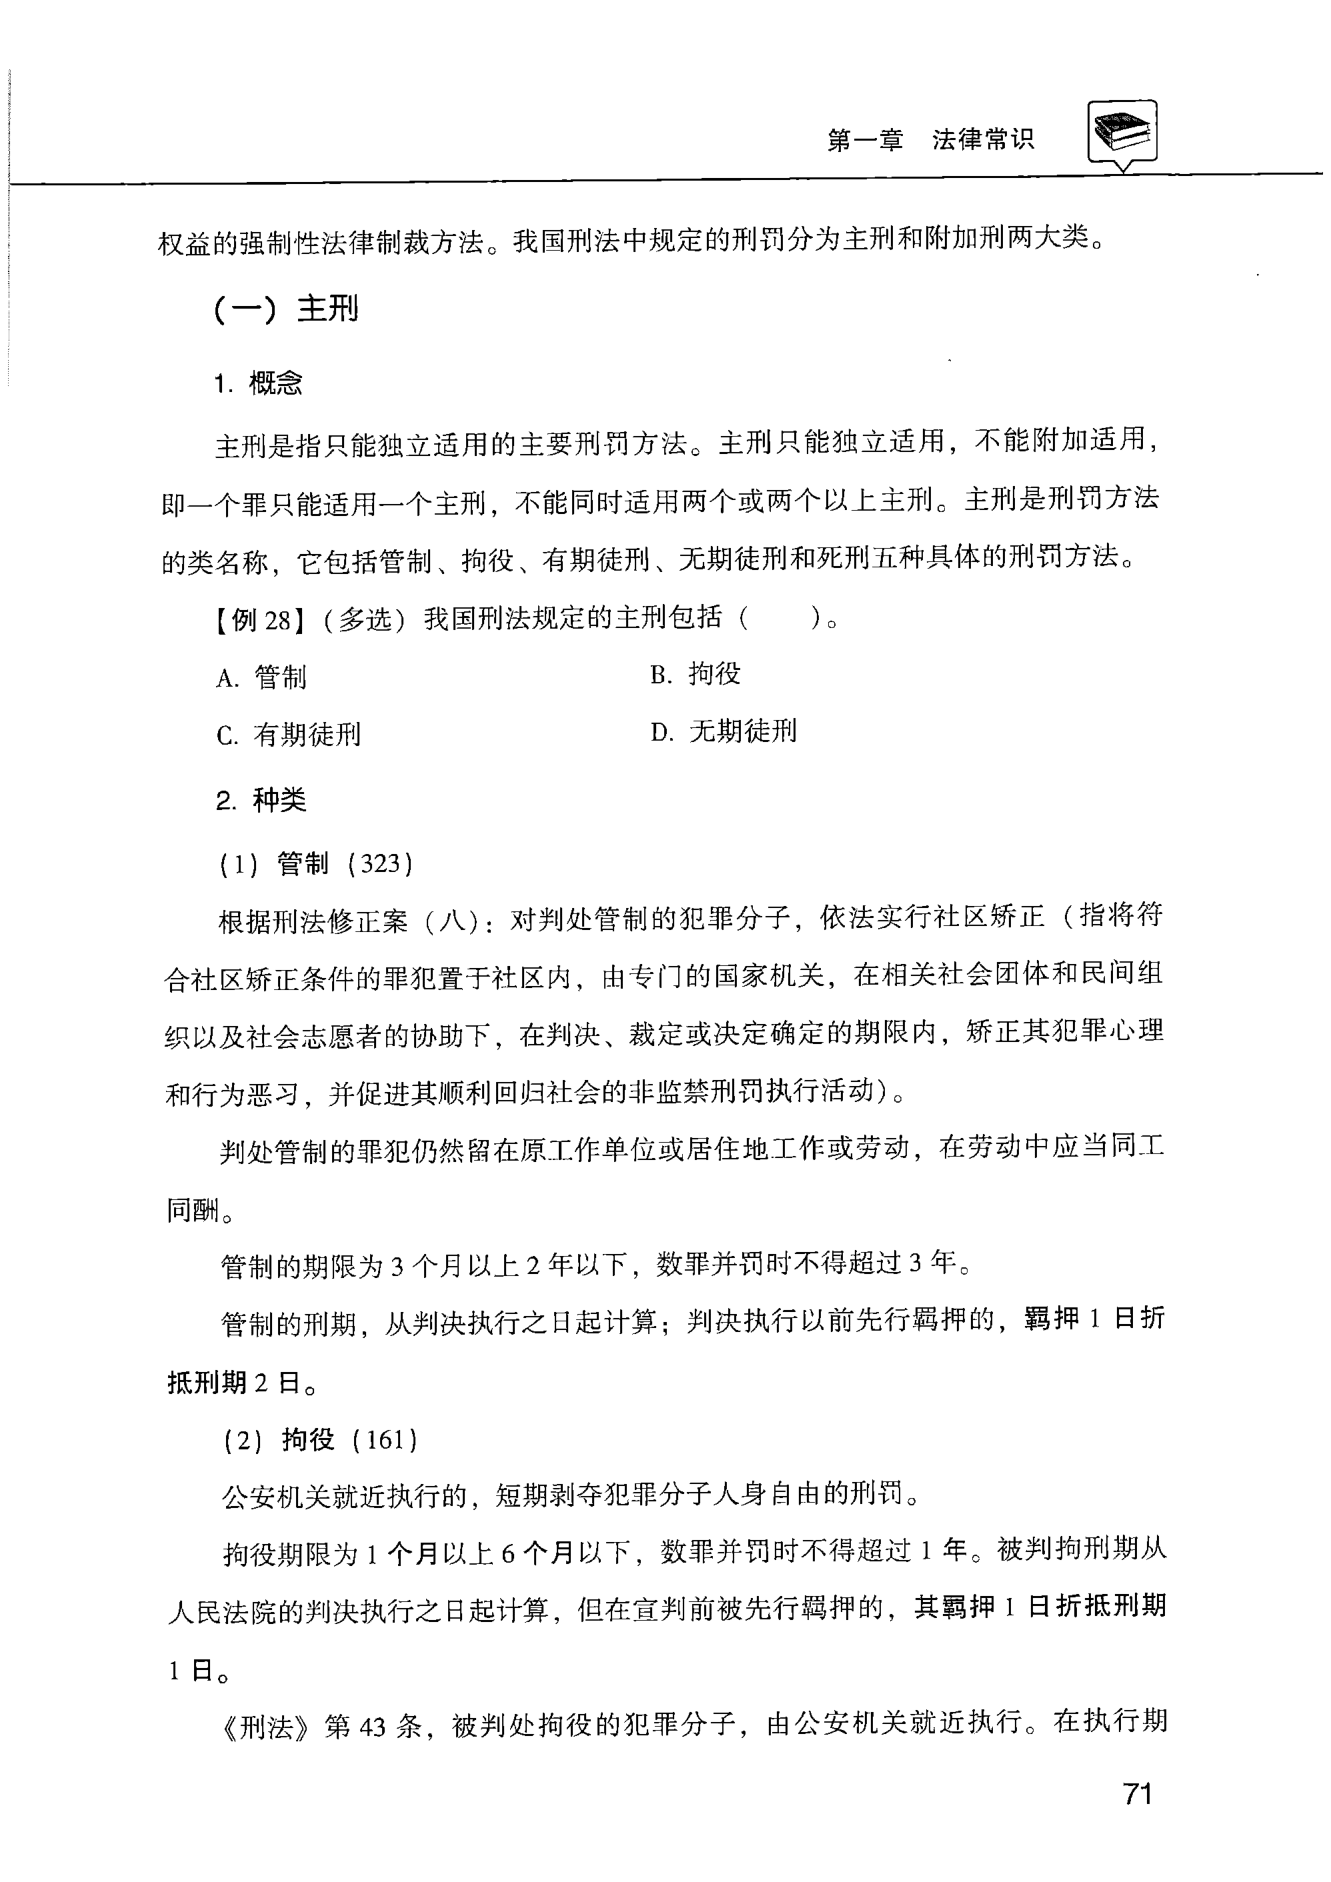 第一章 法律常识
权益的强制性法律制裁方法。我国刑法中规定的刑罚分为主刑和附加刑两大类。
（一）主刑
1. 概念
主刑是指只能独立适用的主要刑罚方法。主刑只能独立适用，不能附加适用，
即一个罪只能适用一个主刑，不能同时适用两个或两个以上主刑。主刑是刑罚方法
的类名称，它包括管制、拘役、有期徒刑、无期徒刑和死刑五种具体的刑罚方法。
【例 28】（多选）我国刑法规定的主刑包括（　　）。
A. 管制 B. 拘役
C. 有期徒刑 D. 无期徒刑
2. 种类
（1）管制（323）
根据刑法修正案（八）：对判处管制的犯罪分子，依法实行社区矫正（指将符
合社区矫正条件的罪犯置于社区内，由专门的国家机关，在相关社会团体和民间组
织以及社会志愿者的协助下，在判决、裁定或决定确定的期限内，矫正其犯罪心理
和行为恶习，并促进其顺利回归社会的非监禁刑罚执行活动）。
判处管制的罪犯仍然留在原工作单位或居住地工作或劳动，在劳动中应当同工
同酬。
管制的期限为 3 个月以上 2 年以下，数罪并罚时不得超过 3 年。
管制的刑期，从判决执行之日起计算；判决执行以前先行羁押的，羁押 1 日折
抵刑期 2 日。
（2）拘役（161）
公安机关就近执行的，短期剥夺犯罪分子人身自由的刑罚。
拘役期限为 1 个月以上 6 个月以下，数罪并罚时不得超过 1 年。被判拘刑期从
人民法院的判决执行之日起计算，但在宣判前被先行羁押的，其羁押 1 日折抵刑期
1 日。
《刑法》第 43 条，被判处拘役的犯罪分子，由公安机关就近执行。在执行期
71